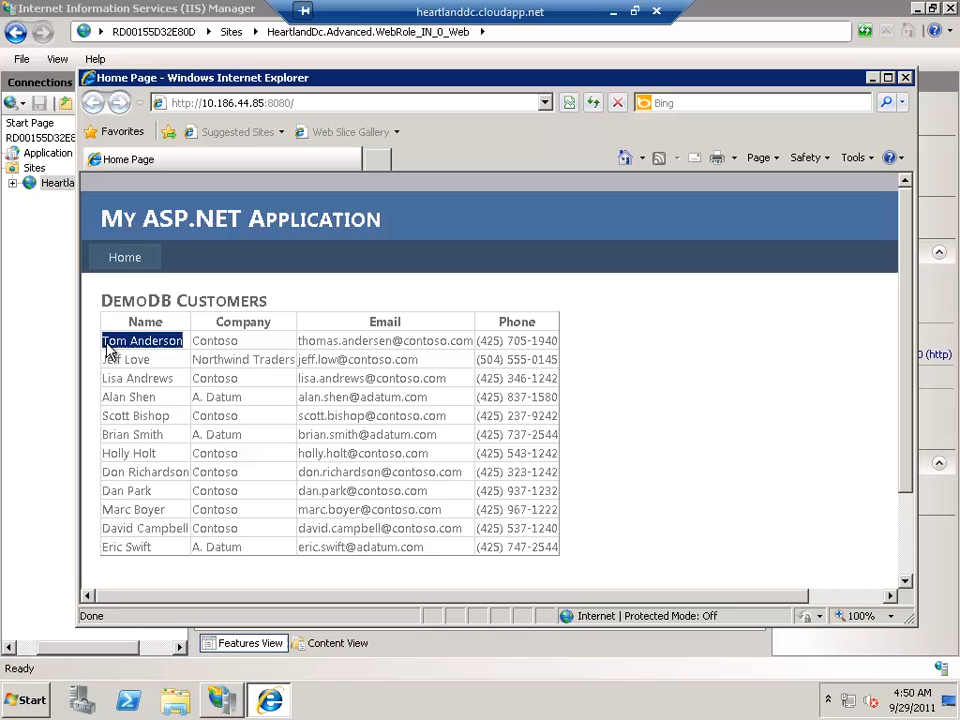 Internet Information Services (IIS) Manager
heartlanddc.cloudapp.net
RD00155D32E80D Sites HeartlandDc.Advanced.WebRole_IN_0_Web
File View Help
Connections
Home Page - Windows Internet Explorer
http://10.186.44.85:8080/
Bing
Start Page
RD00155D32E8
Favorites Suggested Sites Web Slice Gallery
Application
Home Page
Page Safety Tools
Sites
Heartla
My ASP.NET Application
Home
DemoDB Customers
Name Company Email Phone
Tom Anderson Contoso thomas.andersen@contoso.com (425) 705-1940
Jeff Love Northwind Traders jeff.low@contoso.com (504) 555-0145
0 (http)
Lisa Andrews Contoso lisa.andrews@contoso.com (425) 346-1242
Alan Shen A. Datum alan.shen@adatum.com (425) 837-1580
Scott Bishop Contoso scott.bishop@contoso.com (425) 237-9242
Brian Smith A. Datum brian.smith@adatum.com (425) 737-2544
Holly Holt Contoso holly.holt@contoso.com (425) 543-1242
Don Richardson Contoso don.richardson@contoso.com (425) 323-1242
Dan Park Contoso dan.park@contoso.com (425) 937-1232
Marc Boyer Contoso marc.boyer@contoso.com (425) 967-1222
David Campbell Contoso david.campbell@contoso.com (425) 537-1240
Eric Swift A. Datum eric.swift@adatum.com (425) 747-2544
Done Internet | Protected Mode: Off 100%
Features View Content View
Ready
Start 4:50 AM
9/29/2011